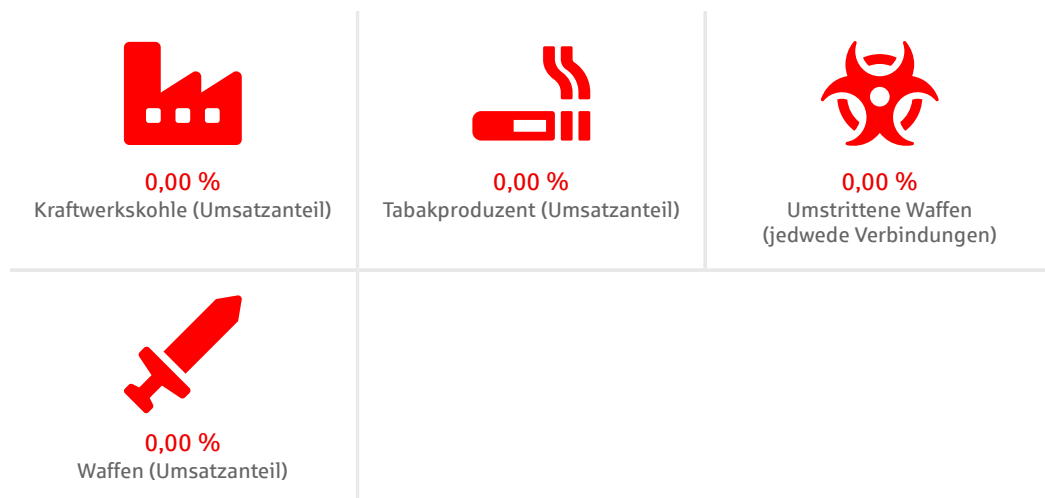 0,00 %
Kraftwerkskohle (Umsatzanteil)
0,00 %
Tabakproduzent (Umsatzanteil)
0,00 %
Umstrittene Waffen
(jedwede Verbindungen)
0,00 %
Waffen (Umsatzanteil)